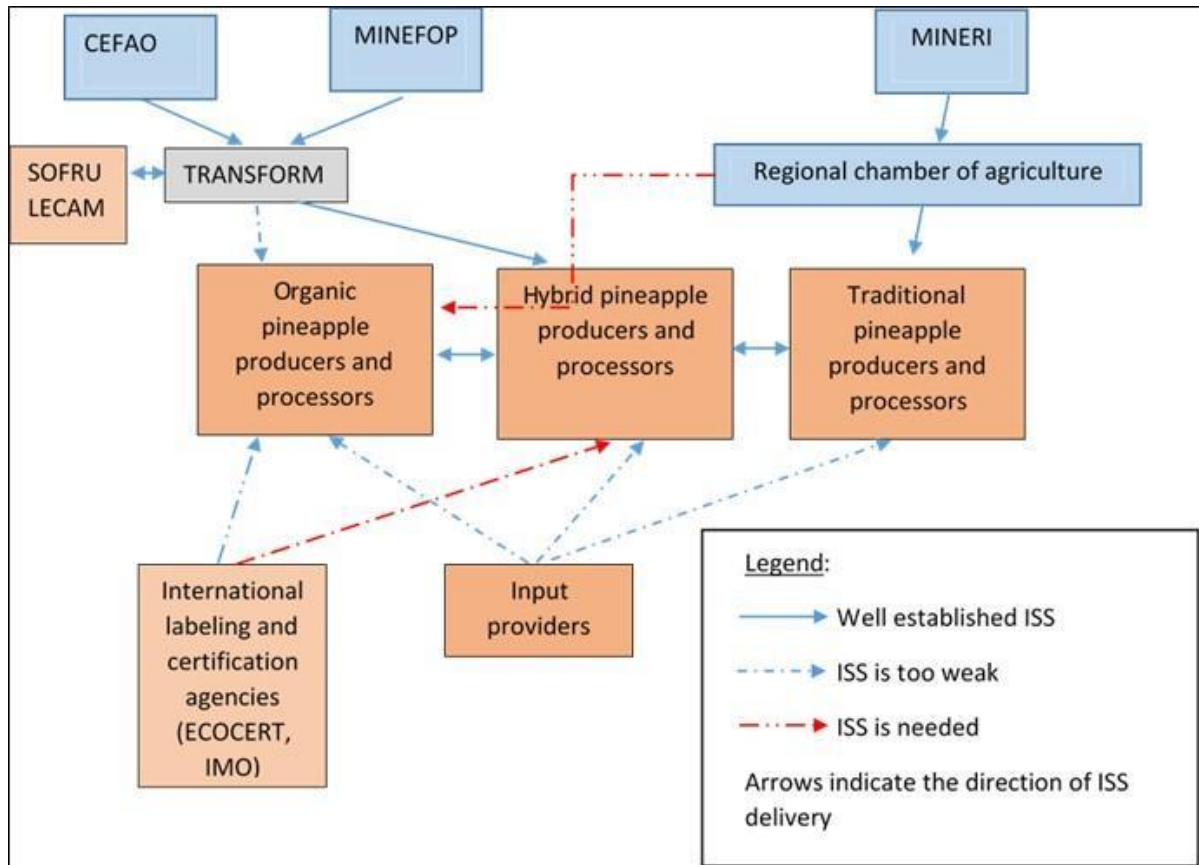 CEFAO
MINEFOP
MINERI
SOFRU
LECAM
TRANSFORM
Regional chamber of agriculture
Organic
pineapple
producers and
processors
Hybrid pineapple
producers and
processors
Traditional
pineapple
producers and
processors
International
labeling and
certification
agencies
(ECOCERT,
IMO)
Input
providers
Legend:
Well established ISS
ISS is too weak
ISS is needed
Arrows indicate the direction of ISS
delivery